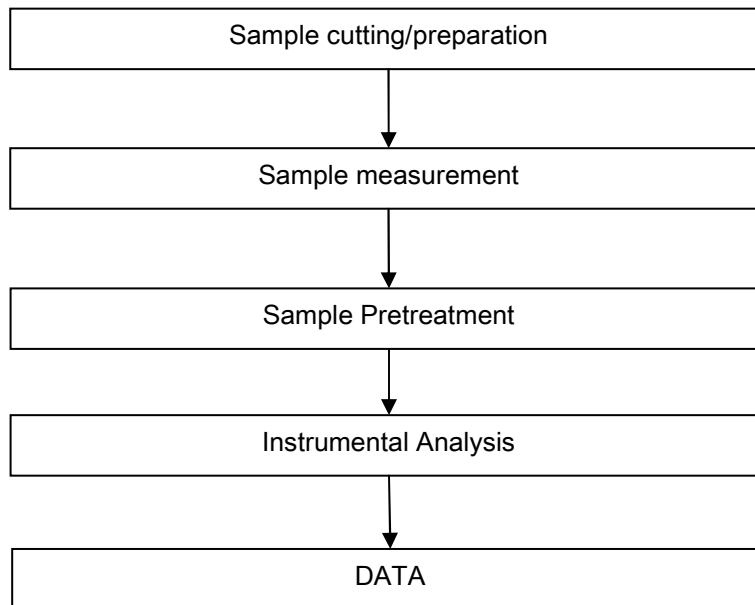 Sample cutting/preparation
Sample measurement
Sample Pretreatment
Instrumental Analysis
DATA